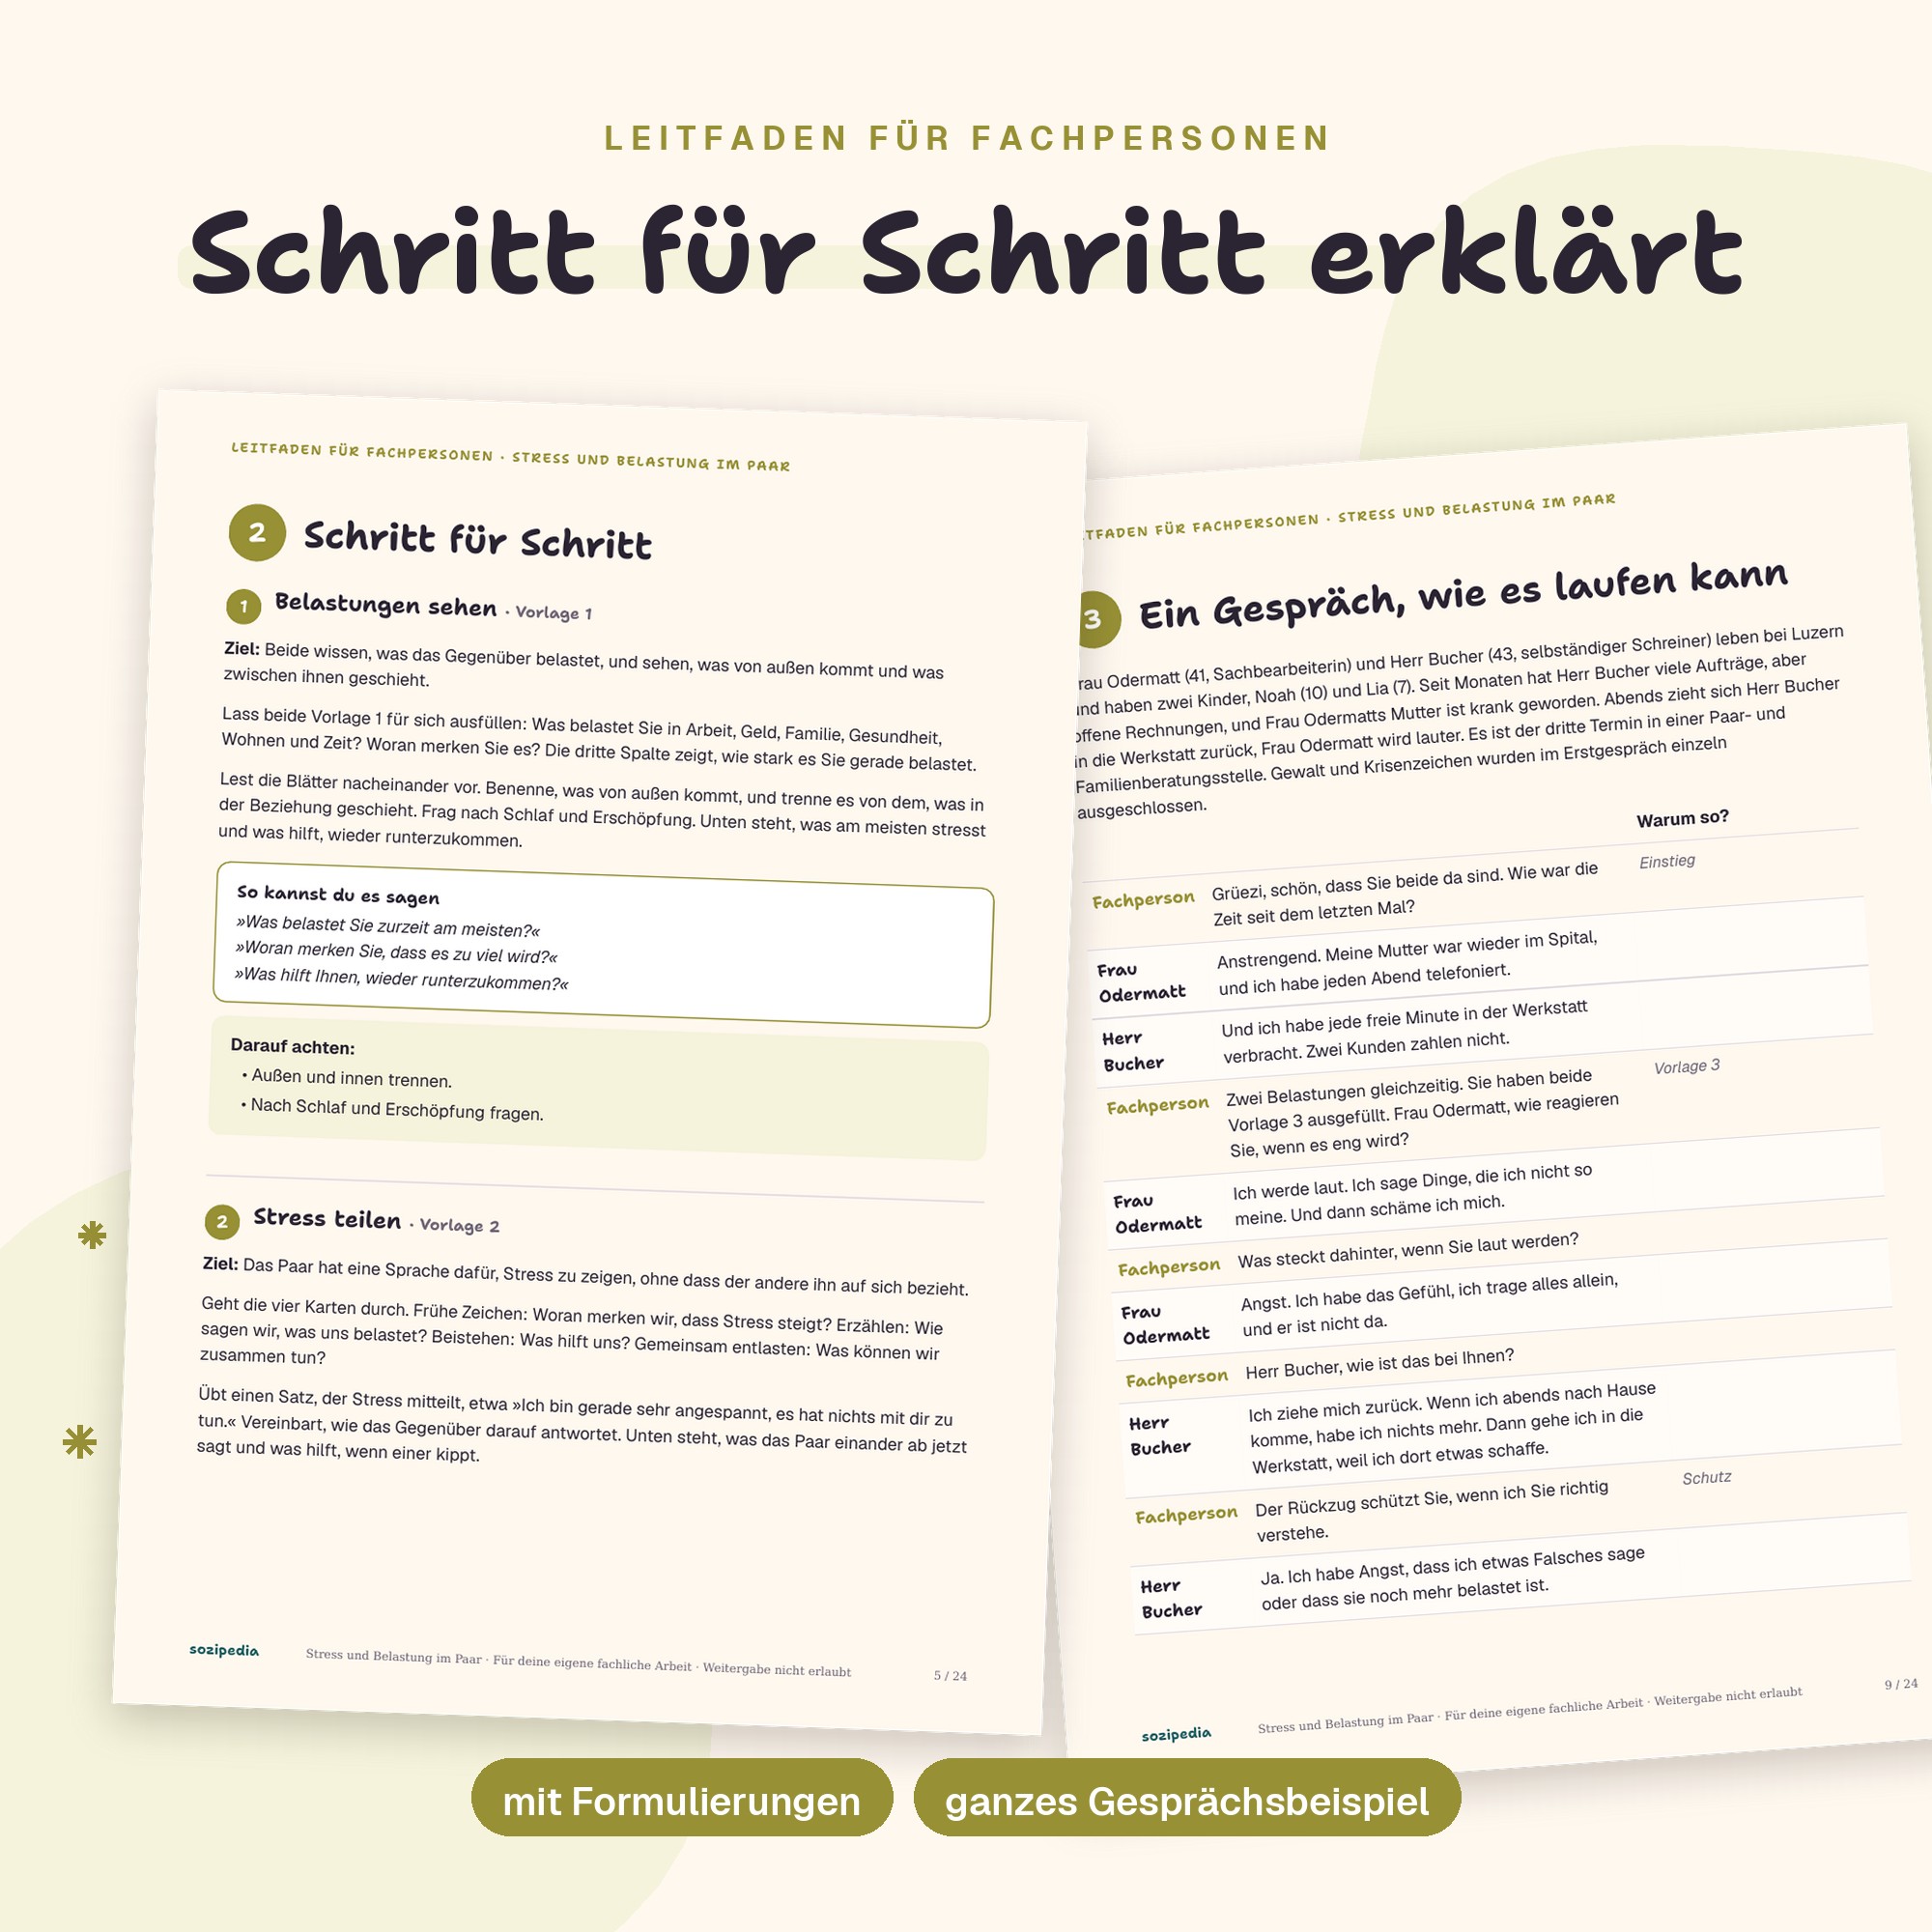 LEITFADEN FÜR FACHPERSONEN
Schritt für Schritt erklärt
LEITFADEN FÜR FACHPERSONEN · STRESS UND BELASTUNG IM PAAR
2 Schritt für Schritt
1 Belastungen sehen · Vorlage 1
Ziel: Beide wissen, was das Gegenüber belastet, und sehen, was von außen kommt und was
zwischen ihnen geschieht.
Lass beide Vorlage 1 für sich ausfüllen: Was belastet Sie in Arbeit, Geld, Familie, Gesundheit,
Wohnen und Zeit? Woran merken Sie es? Die dritte Spalte zeigt, wie stark es Sie gerade belastet.
Lest die Blätter nacheinander vor. Benenne, was von außen kommt, und trenne es von dem, was in
der Beziehung geschieht. Frag nach Schlaf und Erschöpfung. Unten steht, was am meisten stresst
und was hilft, wieder runterzukommen.
So kannst du es sagen
»Was belastet Sie zurzeit am meisten?«
»Woran merken Sie, dass es zu viel wird?«
»Was hilft Ihnen, wieder runterzukommen?«
Darauf achten:
• Außen und innen trennen.
• Nach Schlaf und Erschöpfung fragen.
2 Stress teilen · Vorlage 2
Ziel: Das Paar hat eine Sprache dafür, Stress zu zeigen, ohne dass der andere ihn auf sich bezieht.
Geht die vier Karten durch. Frühe Zeichen: Woran merken wir, dass Stress steigt? Erzählen: Wie
sagen wir, was uns belastet? Beistehen: Was hilft uns? Gemeinsam entlasten: Was können wir
zusammen tun?
Übt einen Satz, der Stress mitteilt, etwa »Ich bin gerade sehr angespannt, es hat nichts mit dir zu
tun.« Vereinbart, wie das Gegenüber darauf antwortet. Unten steht, was das Paar einander ab jetzt
sagt und was hilft, wenn einer kippt.
sozipedia Stress und Belastung im Paar · Für deine eigene fachliche Arbeit · Weitergabe nicht erlaubt 5 / 24
TFADEN FÜR FACHPERSONEN · STRESS UND BELASTUNG IM PAAR
3 Ein Gespräch, wie es laufen kann
rau Odermatt (41, Sachbearbeiterin) und Herr Bucher (43, selbständiger Schreiner) leben bei Luzern
nd haben zwei Kinder, Noah (10) und Lia (7). Seit Monaten hat Herr Bucher viele Aufträge, aber
offene Rechnungen, und Frau Odermatts Mutter ist krank geworden. Abends zieht sich Herr Bucher
in die Werkstatt zurück, Frau Odermatt wird lauter. Es ist der dritte Termin in einer Paar- und
Familienberatungsstelle. Gewalt und Krisenzeichen wurden im Erstgespräch einzeln
ausgeschlossen.
Warum so?
Fachperson Grüezi, schön, dass Sie beide da sind. Wie war die Einstieg
Zeit seit dem letzten Mal?
Frau Anstrengend. Meine Mutter war wieder im Spital,
Odermatt und ich habe jeden Abend telefoniert.
Herr Und ich habe jede freie Minute in der Werkstatt
Bucher verbracht. Zwei Kunden zahlen nicht.
Fachperson Zwei Belastungen gleichzeitig. Sie haben beide Vorlage 3
Vorlage 3 ausgefüllt. Frau Odermatt, wie reagieren
Sie, wenn es eng wird?
Frau Ich werde laut. Ich sage Dinge, die ich nicht so
Odermatt meine. Und dann schäme ich mich.
Fachperson Was steckt dahinter, wenn Sie laut werden?
Frau Angst. Ich habe das Gefühl, ich trage alles allein,
Odermatt und er ist nicht da.
Fachperson Herr Bucher, wie ist das bei Ihnen?
Herr Ich ziehe mich zurück. Wenn ich abends nach Hause
Bucher komme, habe ich nichts mehr. Dann gehe ich in die
Werkstatt, weil ich dort etwas schaffe.
Fachperson Der Rückzug schützt Sie, wenn ich Sie richtig Schutz
verstehe.
Herr Ja. Ich habe Angst, dass ich etwas Falsches sage
Bucher oder dass sie noch mehr belastet ist.
sozipedia Stress und Belastung im Paar · Für deine eigene fachliche Arbeit · Weitergabe nicht erlaubt 9 / 24
mit Formulierungen
ganzes Gesprächsbeispiel